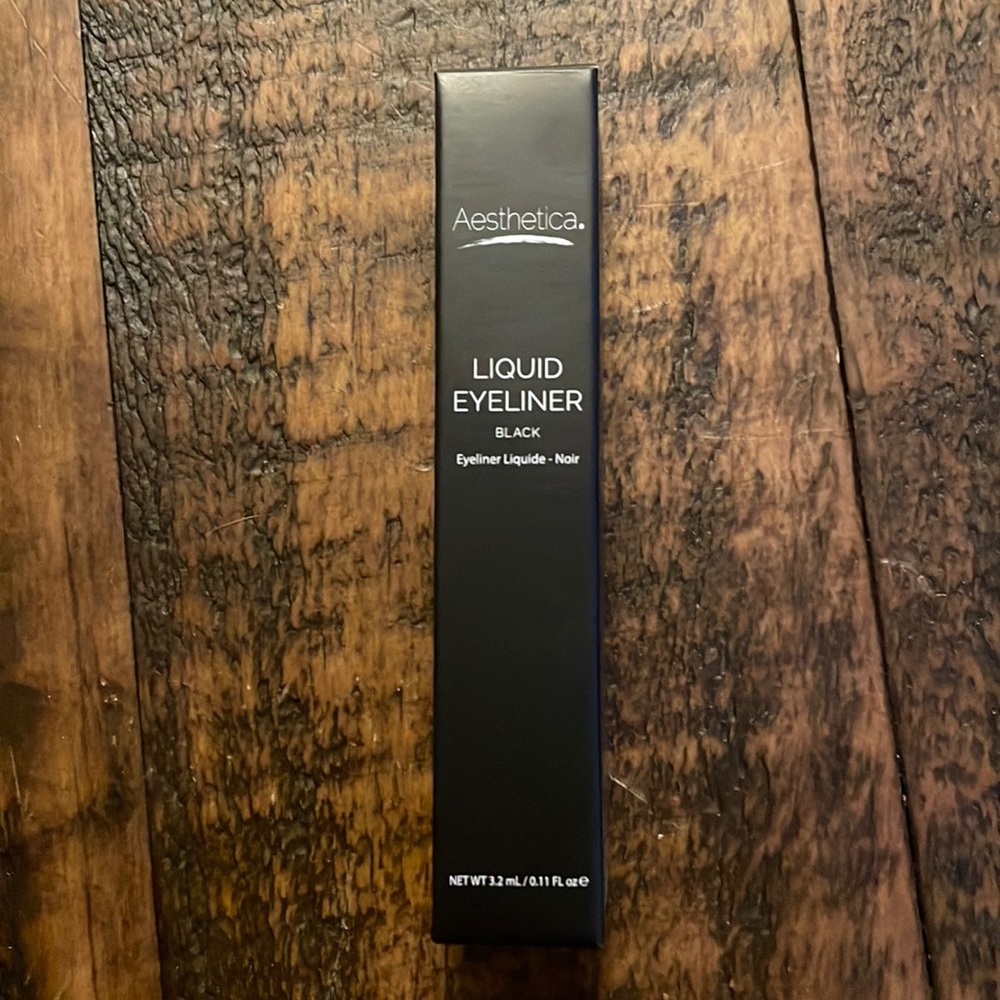 Aesthetica.
LIQUID
EYELINER
BLACK
Eyeliner Liquide - Noir
NET WT 3.2 mL / 0.11 FL oz ℮